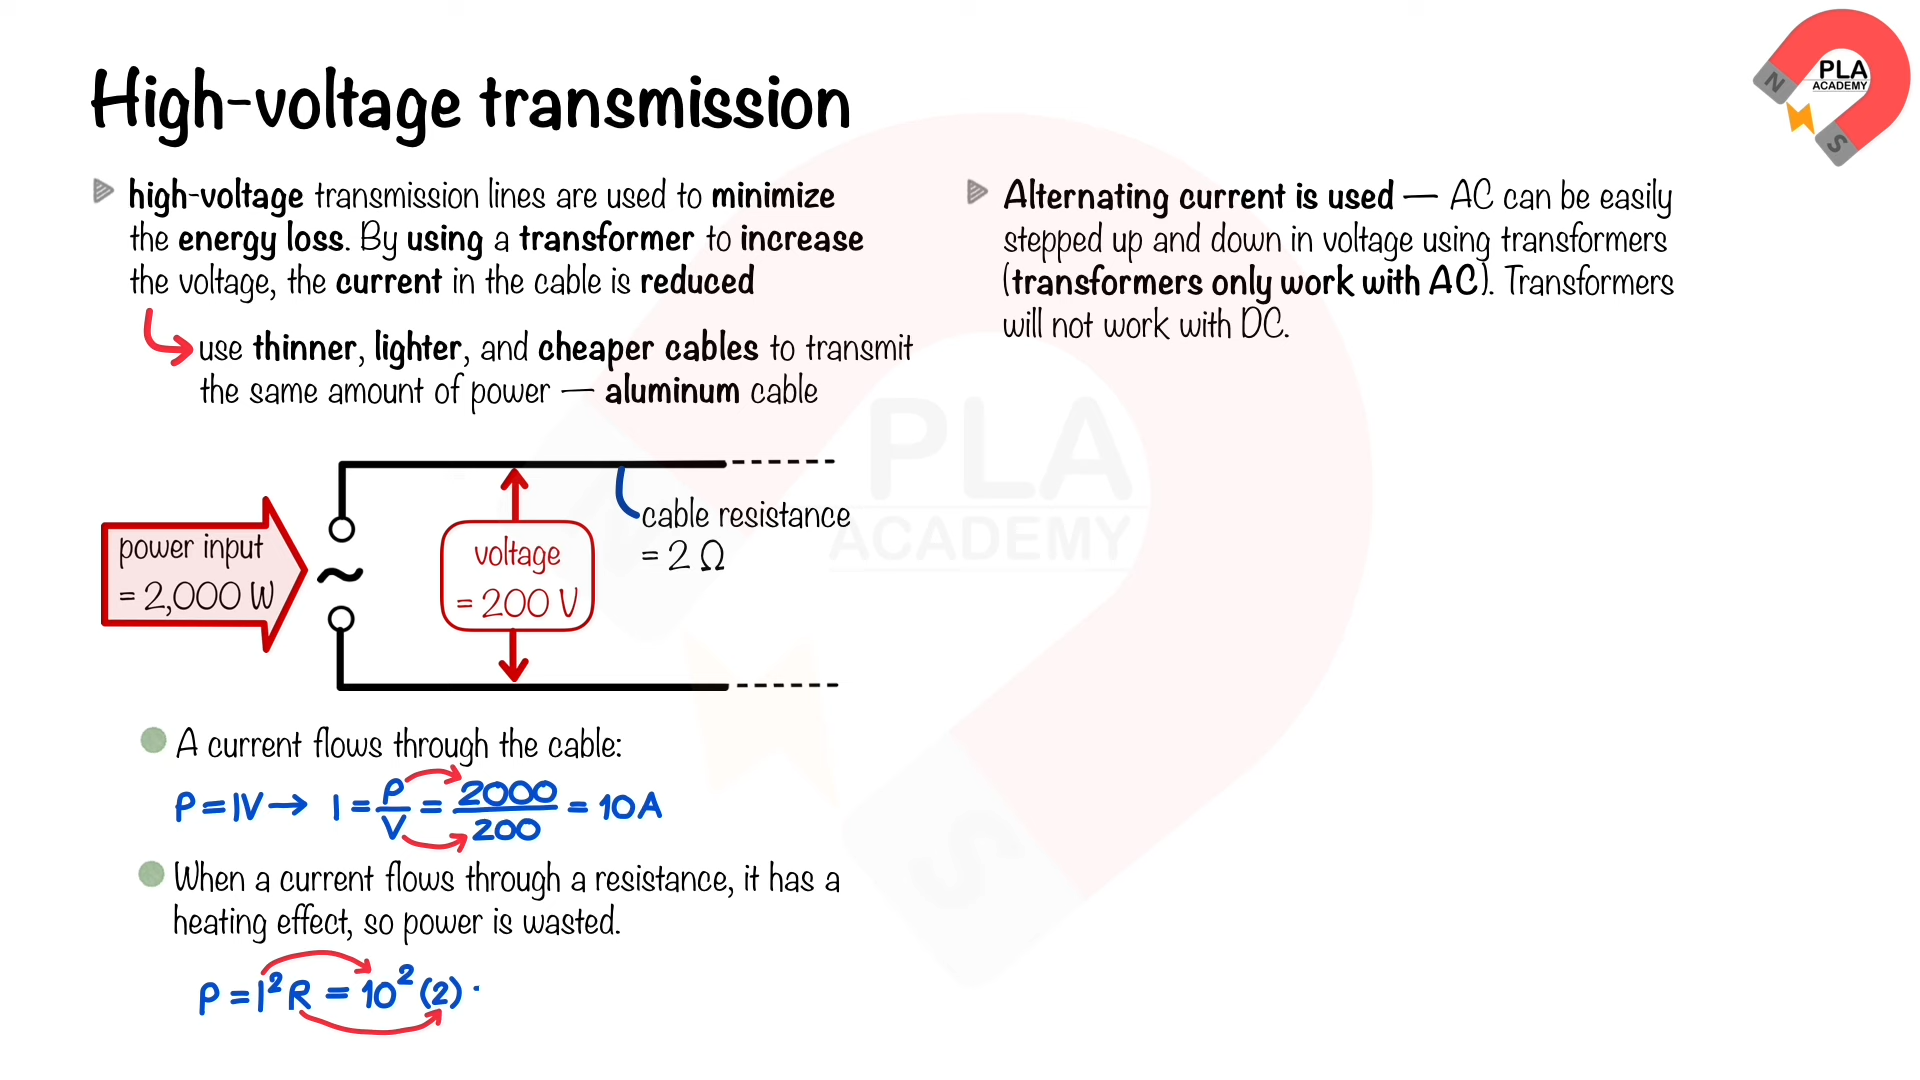 PLA
ACADEMY
N
S
High-voltage transmission
high-voltage transmission lines are used to minimize
the energy loss. By using a transformer to increase
the voltage, the current in the cable is reduced
use thinner, lighter, and cheaper cables to transmit
the same amount of power — aluminum cable
power input
= 2,000 W
~
voltage
= 200 V
cable resistance
= 2 Ω
A current flows through the cable:
P = IV → I = P/V = 2000/200 = 10A
When a current flows through a resistance, it has a
heating effect, so power is wasted.
P = I²R = 10² (2) ·
Alternating current is used — AC can be easily
stepped up and down in voltage using transformers
(transformers only work with AC). Transformers
will not work with DC.
PLA
ACADEMY
N
S